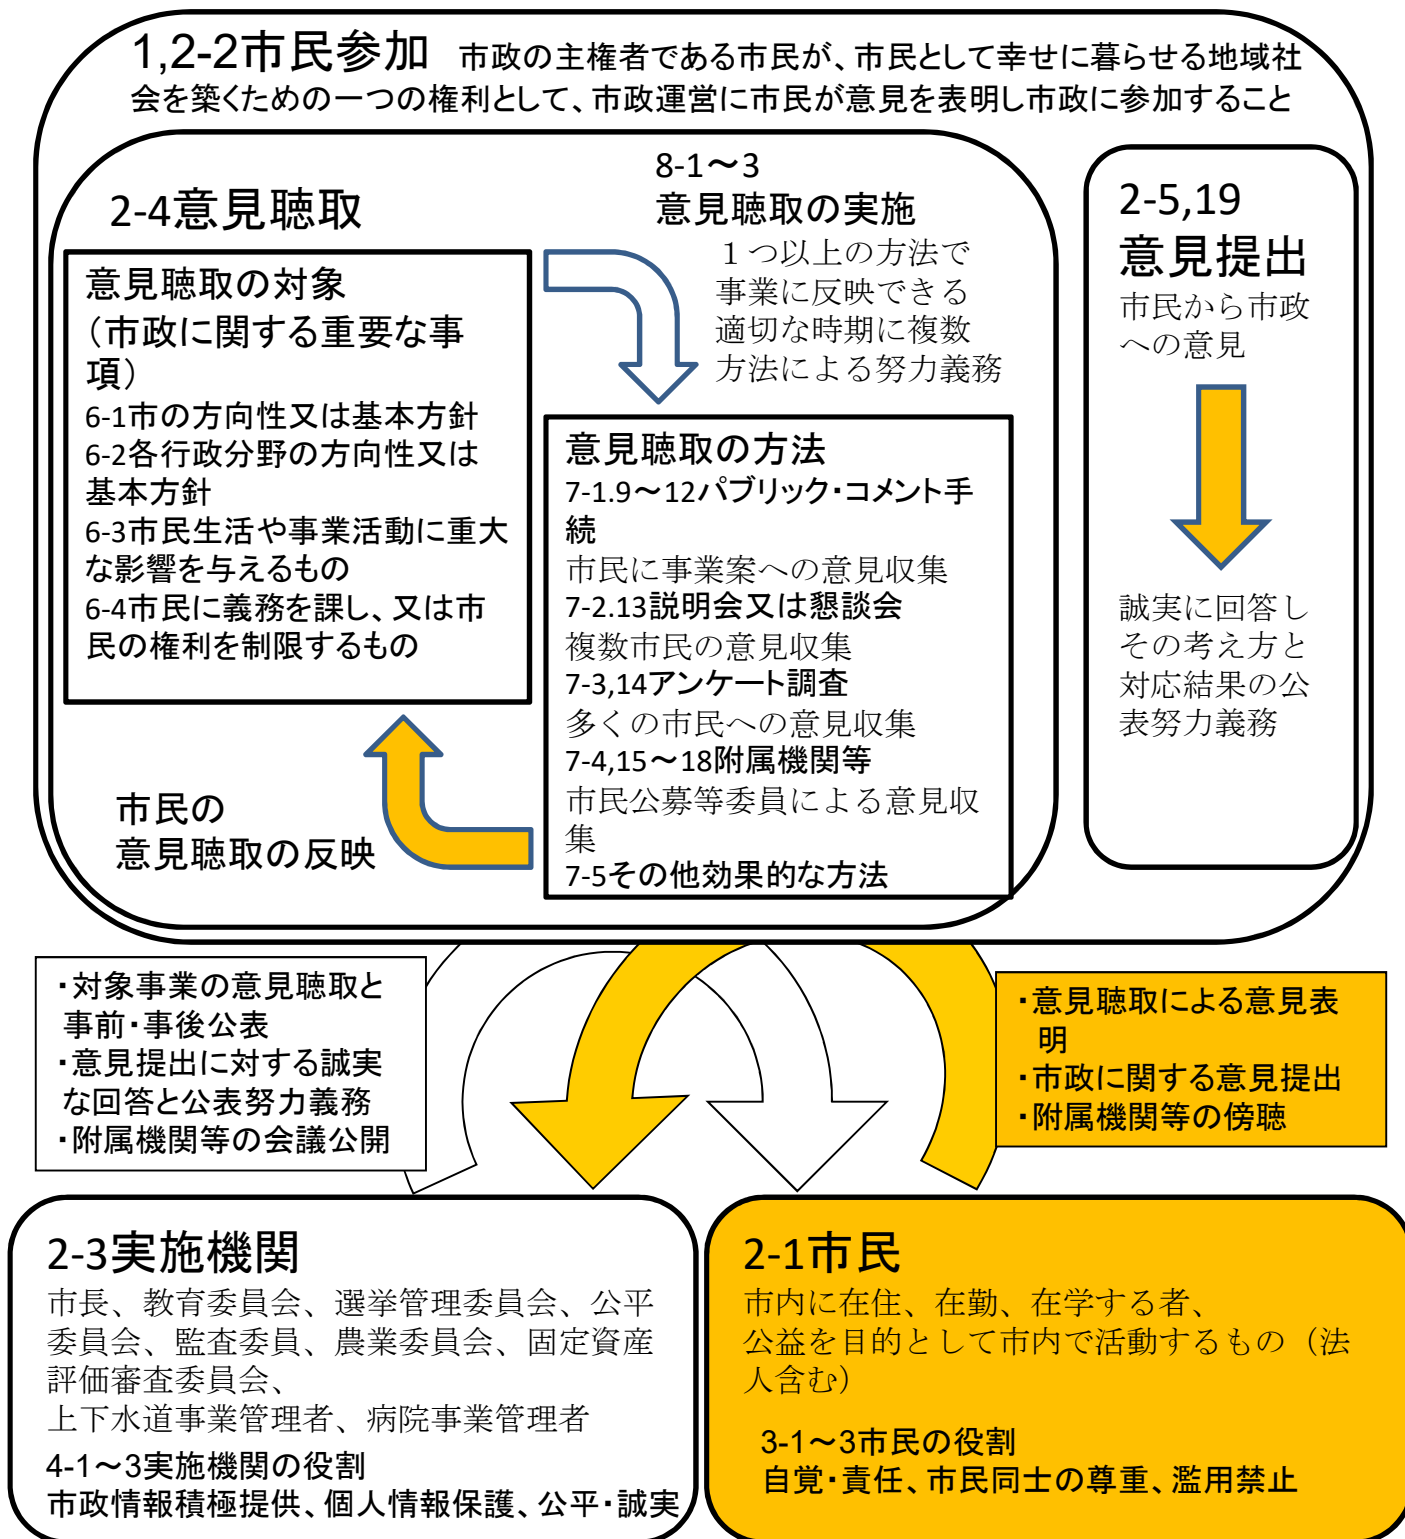 1,2-2市民参加 市政の主権者である市民が、市民として幸せに暮らせる地域社
会を築くための一つの権利として、市政運営に市民が意見を表明し市政に参加すること
2-4意見聴取
意見聴取の対象
（市政に関する重要な事
項）
6-1市の方向性又は基本方針
6-2各行政分野の方向性又は
基本方針
6-3市民生活や事業活動に重大
な影響を与えるもの
6-4市民に義務を課し、又は市
民の権利を制限するもの
8-1～3
意見聴取の実施
１つ以上の方法で
事業に反映できる
適切な時期に複数
方法による努力義務
意見聴取の方法
7-1.9～12パブリック・コメント手
続
市民に事業案への意見収集
7-2.13説明会又は懇談会
複数市民の意見収集
7-3,14アンケート調査
多くの市民への意見収集
7-4,15～18附属機関等
市民公募等委員による意見収
集
7-5その他効果的な方法
市民の
意見聴取の反映
2-5,19
意見提出
市民から市政
への意見
誠実に回答し
その考え方と
対応結果の公
表努力義務
・対象事業の意見聴取と
事前・事後公表
・意見提出に対する誠実
な回答と公表努力義務
・附属機関等の会議公開
・意見聴取による意見表
明
・市政に関する意見提出
・附属機関等の傍聴
2-3実施機関
市長、教育委員会、選挙管理委員会、公平
委員会、監査委員、農業委員会、固定資産
評価審査委員会、
上下水道事業管理者、病院事業管理者
4-1～3実施機関の役割
市政情報積極提供、個人情報保護、公平・誠実
2-1市民
市内に在住、在勤、在学する者、
公益を目的として市内で活動するもの（法
人含む）
3-1～3市民の役割
自覚・責任、市民同士の尊重、濫用禁止